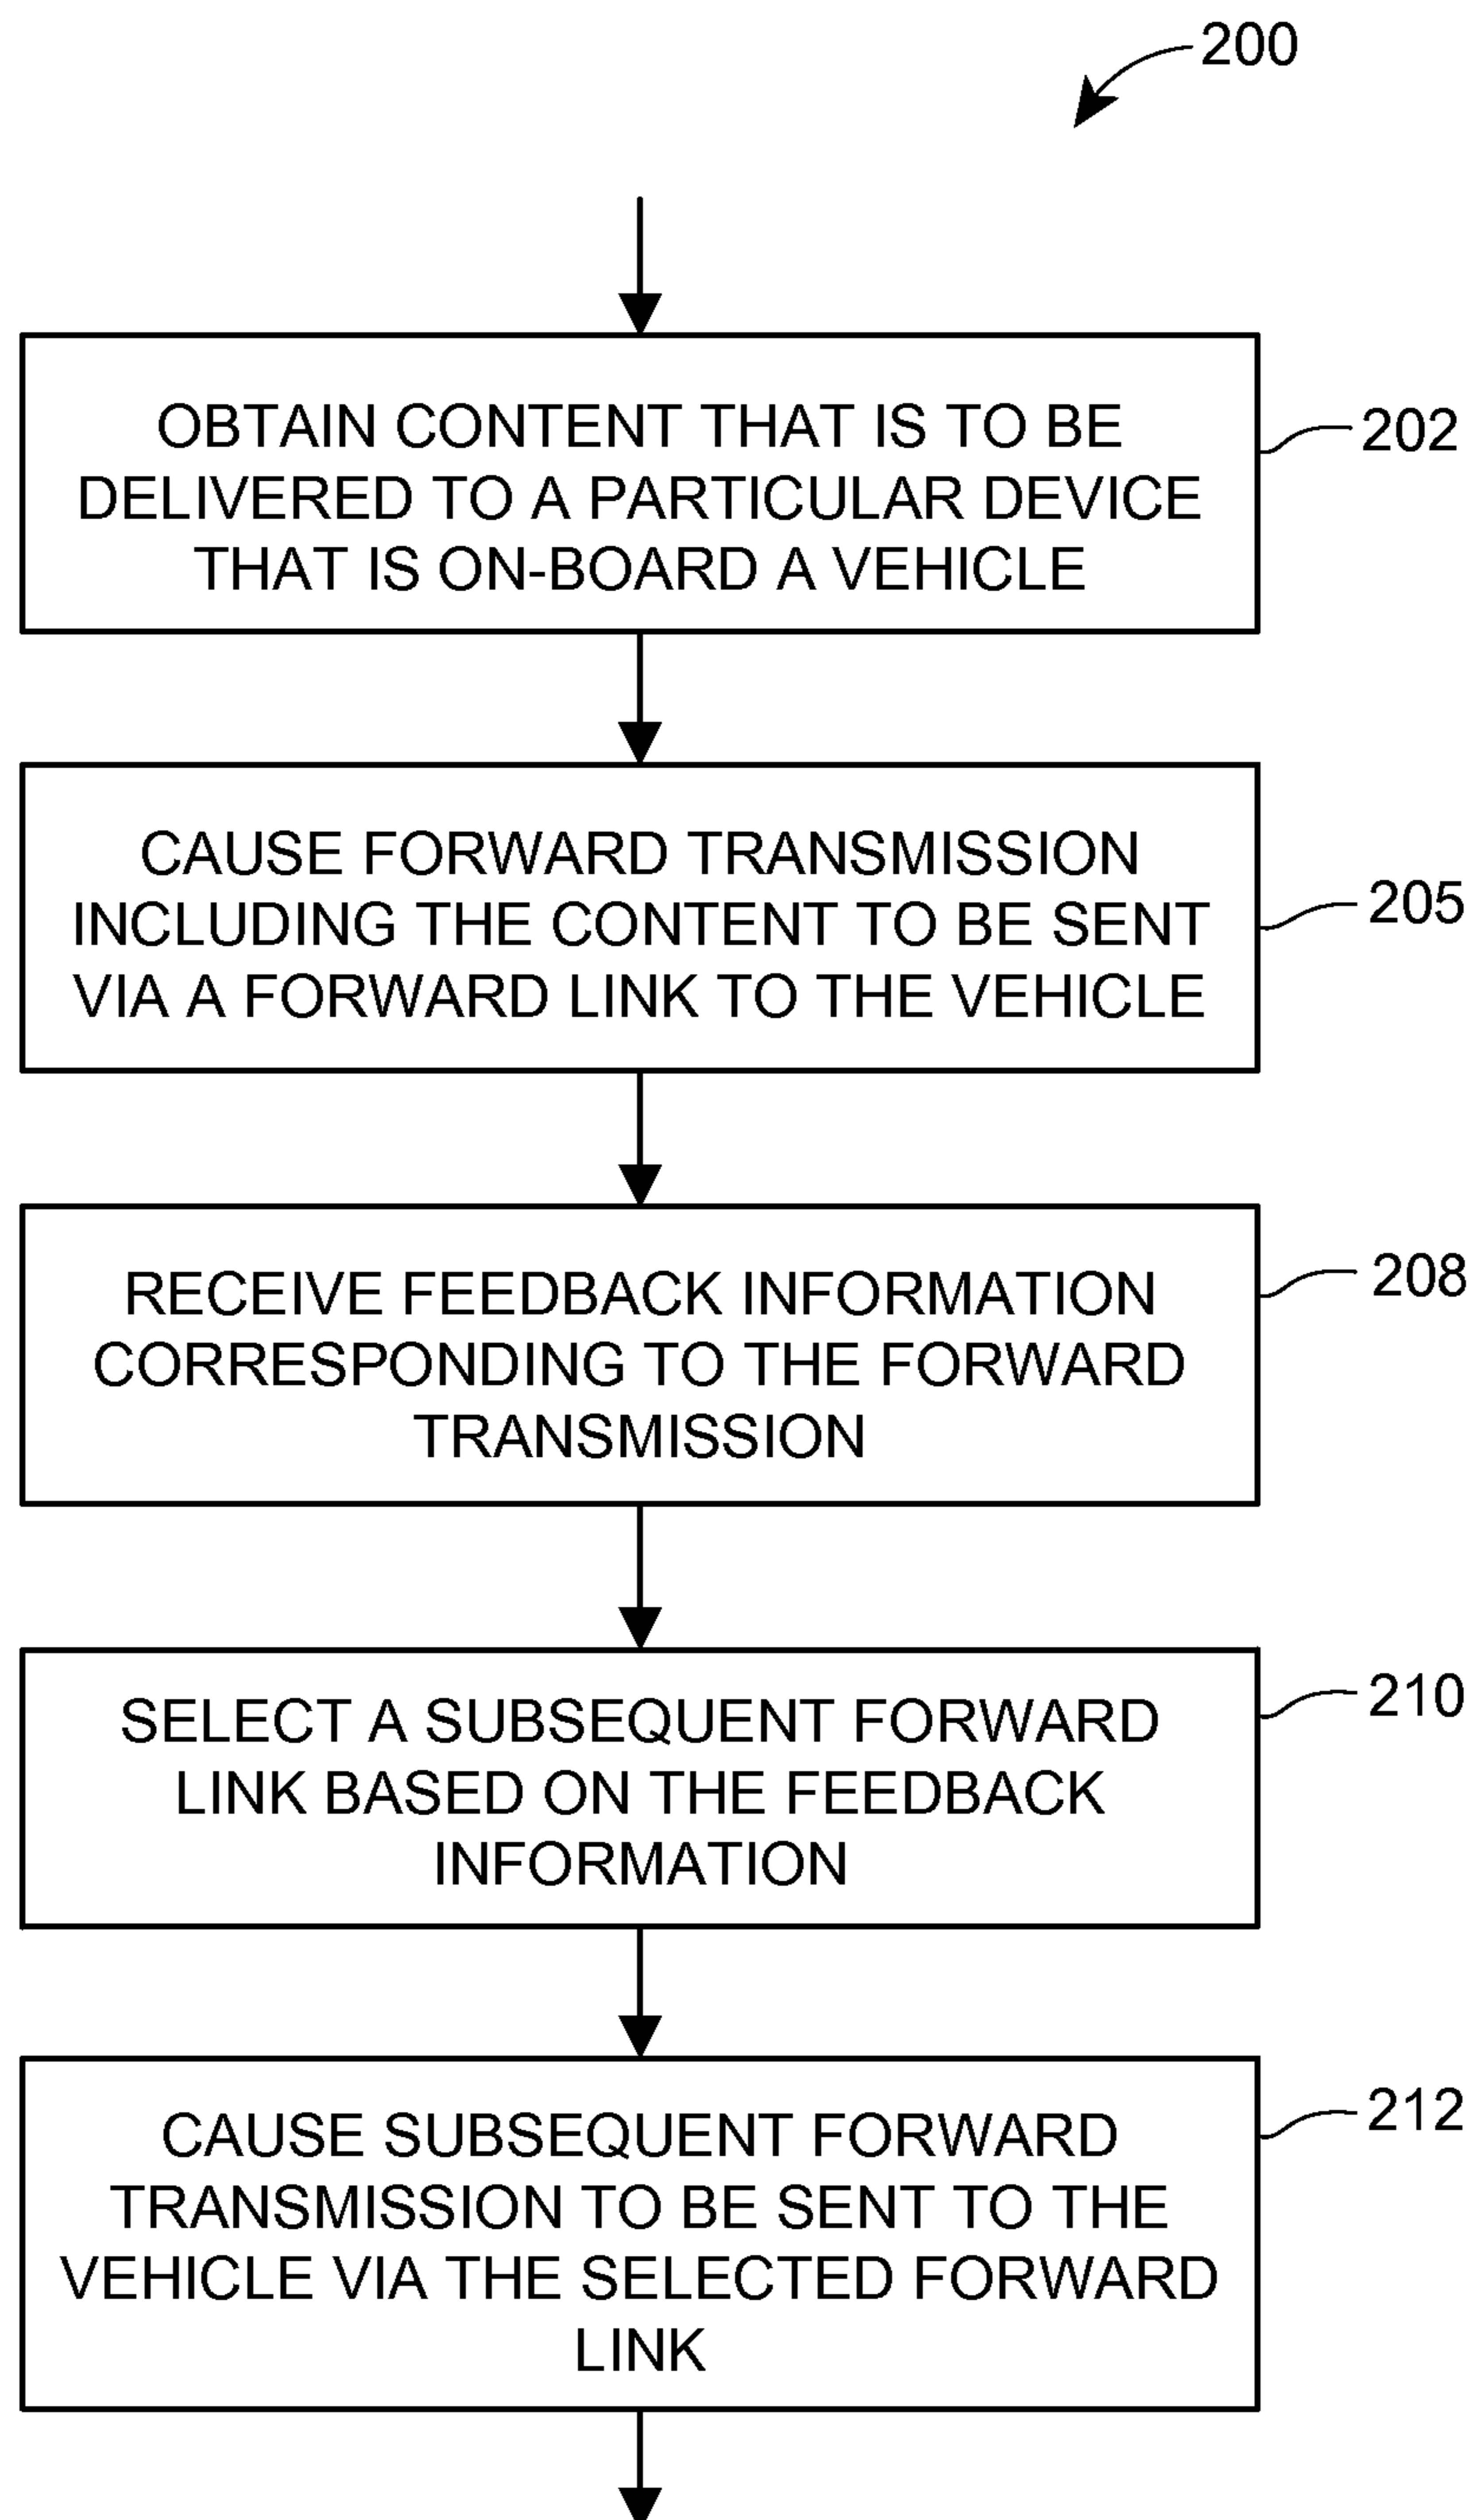 200
OBTAIN CONTENT THAT IS TO BE
DELIVERED TO A PARTICULAR DEVICE
THAT IS ON-BOARD A VEHICLE
202
CAUSE FORWARD TRANSMISSION
INCLUDING THE CONTENT TO BE SENT
VIA A FORWARD LINK TO THE VEHICLE
205
RECEIVE FEEDBACK INFORMATION
CORRESPONDING TO THE FORWARD
TRANSMISSION
208
SELECT A SUBSEQUENT FORWARD
LINK BASED ON THE FEEDBACK
INFORMATION
210
CAUSE SUBSEQUENT FORWARD
TRANSMISSION TO BE SENT TO THE
VEHICLE VIA THE SELECTED FORWARD
LINK
212